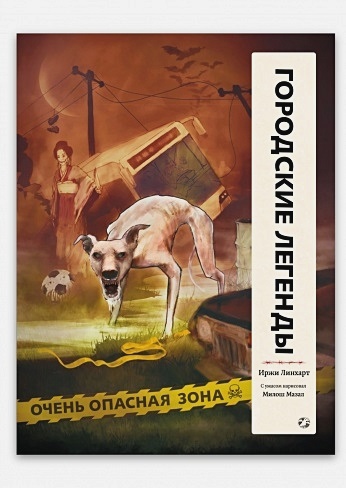 ГОРОДСКИЕ ЛЕГЕНДЫ
Иржи Линхарт
С ужасом нарисовал
Милош Мазал
ОЧЕНЬ ОПАСНАЯ ЗОНА